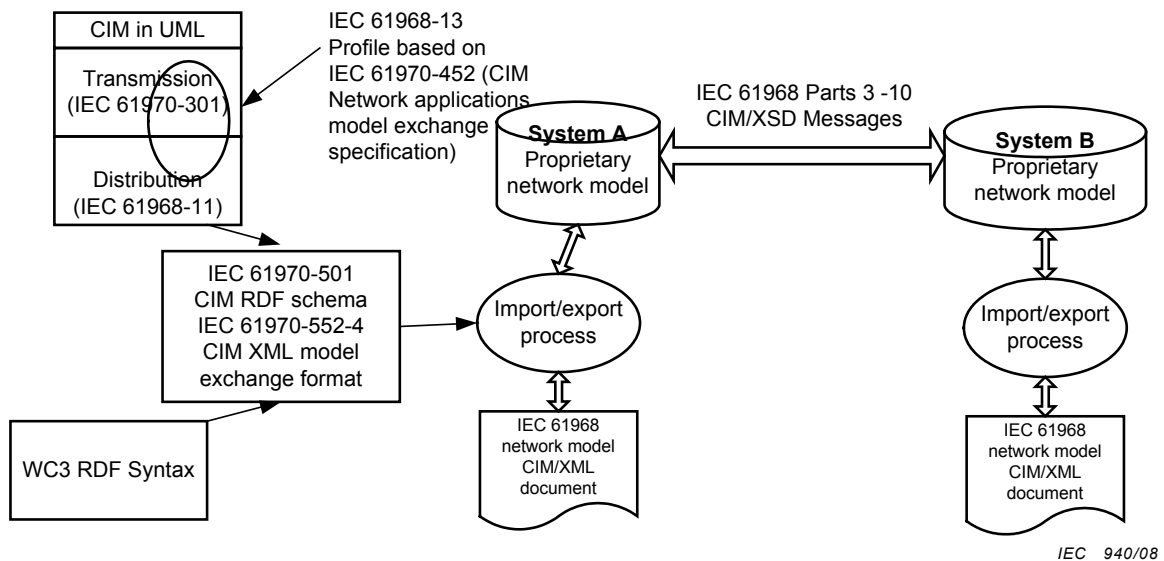 CIM in UML
Transmission
(IEC 61970-301)
Distribution
(IEC 61968-11)
IEC 61968-13
Profile based on
IEC 61970-452 (CIM
Network applications
model exchange
specification)
IEC 61970-501
CIM RDF schema
IEC 61970-552-4
CIM XML model
exchange format
WC3 RDF Syntax
System A
Proprietary
network model
IEC 61968 Parts 3 -10
CIM/XSD Messages
System B
Proprietary
network model
Import/export
process
Import/export
process
IEC 61968
network model
CIM/XML
document
IEC 61968
network model
CIM/XML
document
IEC 940/08